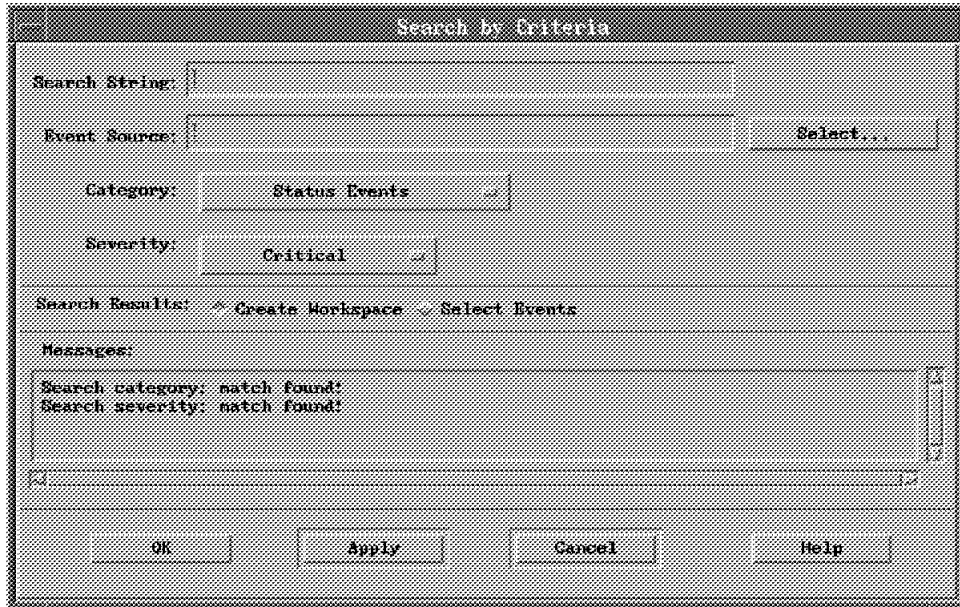 Search by Criteria
Search String:
Event Source:
Select...
Category:
Status Events
Severity:
Critical
Search Results:
Create Workspace
Select Events
Messages:
Search category: match found!
Search severity: match found!
OK
Apply
Cancel
Help